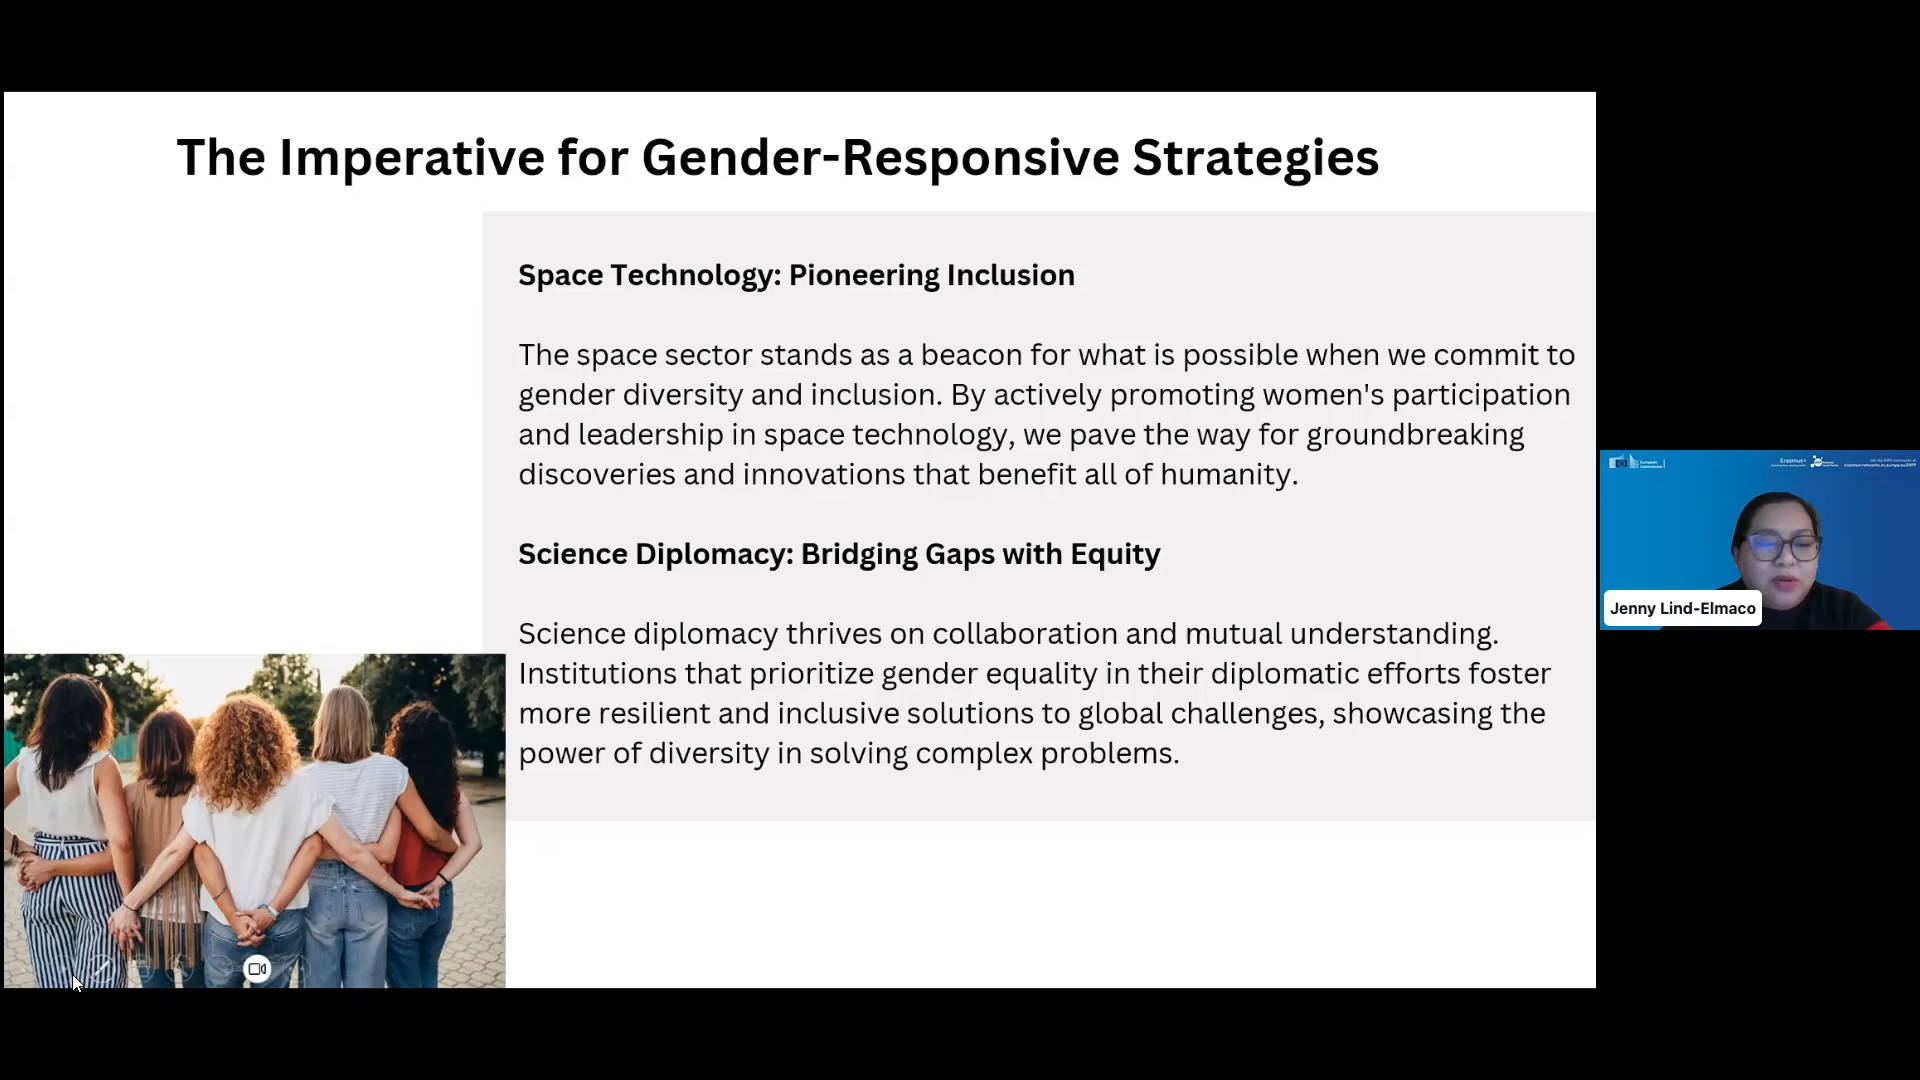 The Imperative for Gender-Responsive Strategies
Space Technology: Pioneering Inclusion
The space sector stands as a beacon for what is possible when we commit to
gender diversity and inclusion. By actively promoting women's participation
and leadership in space technology, we pave the way for groundbreaking
discoveries and innovations that benefit all of humanity.
Science Diplomacy: Bridging Gaps with Equity
Science diplomacy thrives on collaboration and mutual understanding.
Institutions that prioritize gender equality in their diplomatic efforts foster
more resilient and inclusive solutions to global challenges, showcasing the
power of diversity in solving complex problems.
European
Commission
Erasmus+
Jenny Lind-Elmaco